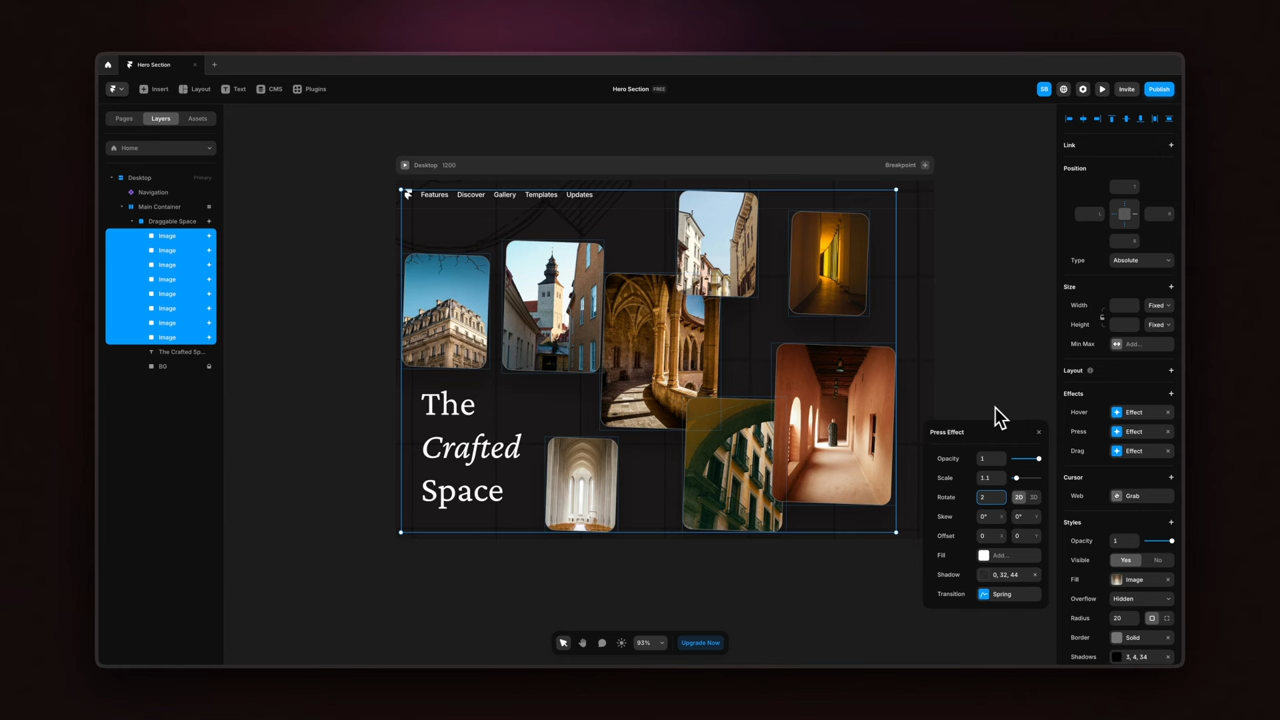 Hero Section
Insert
Layout
Text
CMS
Plugins
Hero Section FREE
SB
Invite
Publish
Pages
Layers
Assets
Home
Desktop
Primary
Navigation
Main Container
Draggable Space
Image
Image
Image
Image
Image
Image
Image
Image
The Crafted Sp...
BG
Desktop 1200
Breakpoint
Features
Discover
Gallery
Templates
Updates
The
Crafted
Space
93%
Upgrade Now
Press Effect
Opacity 1
Scale 1.1
Rotate 2 2D 3D
Skew 0° X 0° Y
Offset 0 X 0 Y
Fill Add...
Shadow 0, 32, 44
Transition Spring
Link
Position
T
L
R
B
Type Absolute
Size
Width Fixed
Height Fixed
Min Max Add...
Layout
Effects
Hover Effect
Press Effect
Drag Effect
Cursor
Web Grab
Styles
Opacity 1
Visible Yes No
Fill Image
Overflow Hidden
Radius 20
Border Solid
Shadows 3, 4, 34